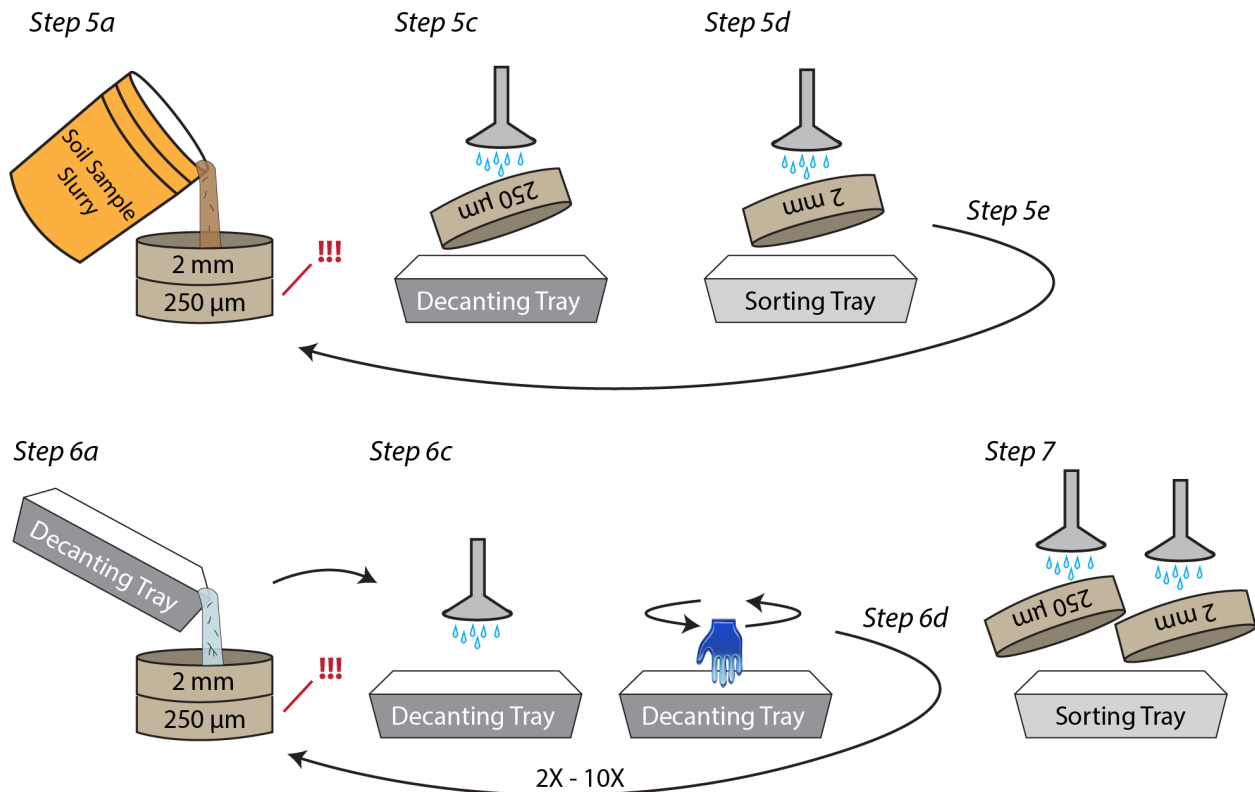 Step 5a
Step 5c
Step 5d
Soil Sample
Slurry
2 mm
250 µm
!!!
250 µm
Decanting Tray
2 mm
Sorting Tray
Step 5e
Step 6a
Step 6c
Step 7
Decanting Tray
2 mm
250 µm
!!!
Decanting Tray
Decanting Tray
Step 6d
2X - 10X
250 µm
2 mm
Sorting Tray